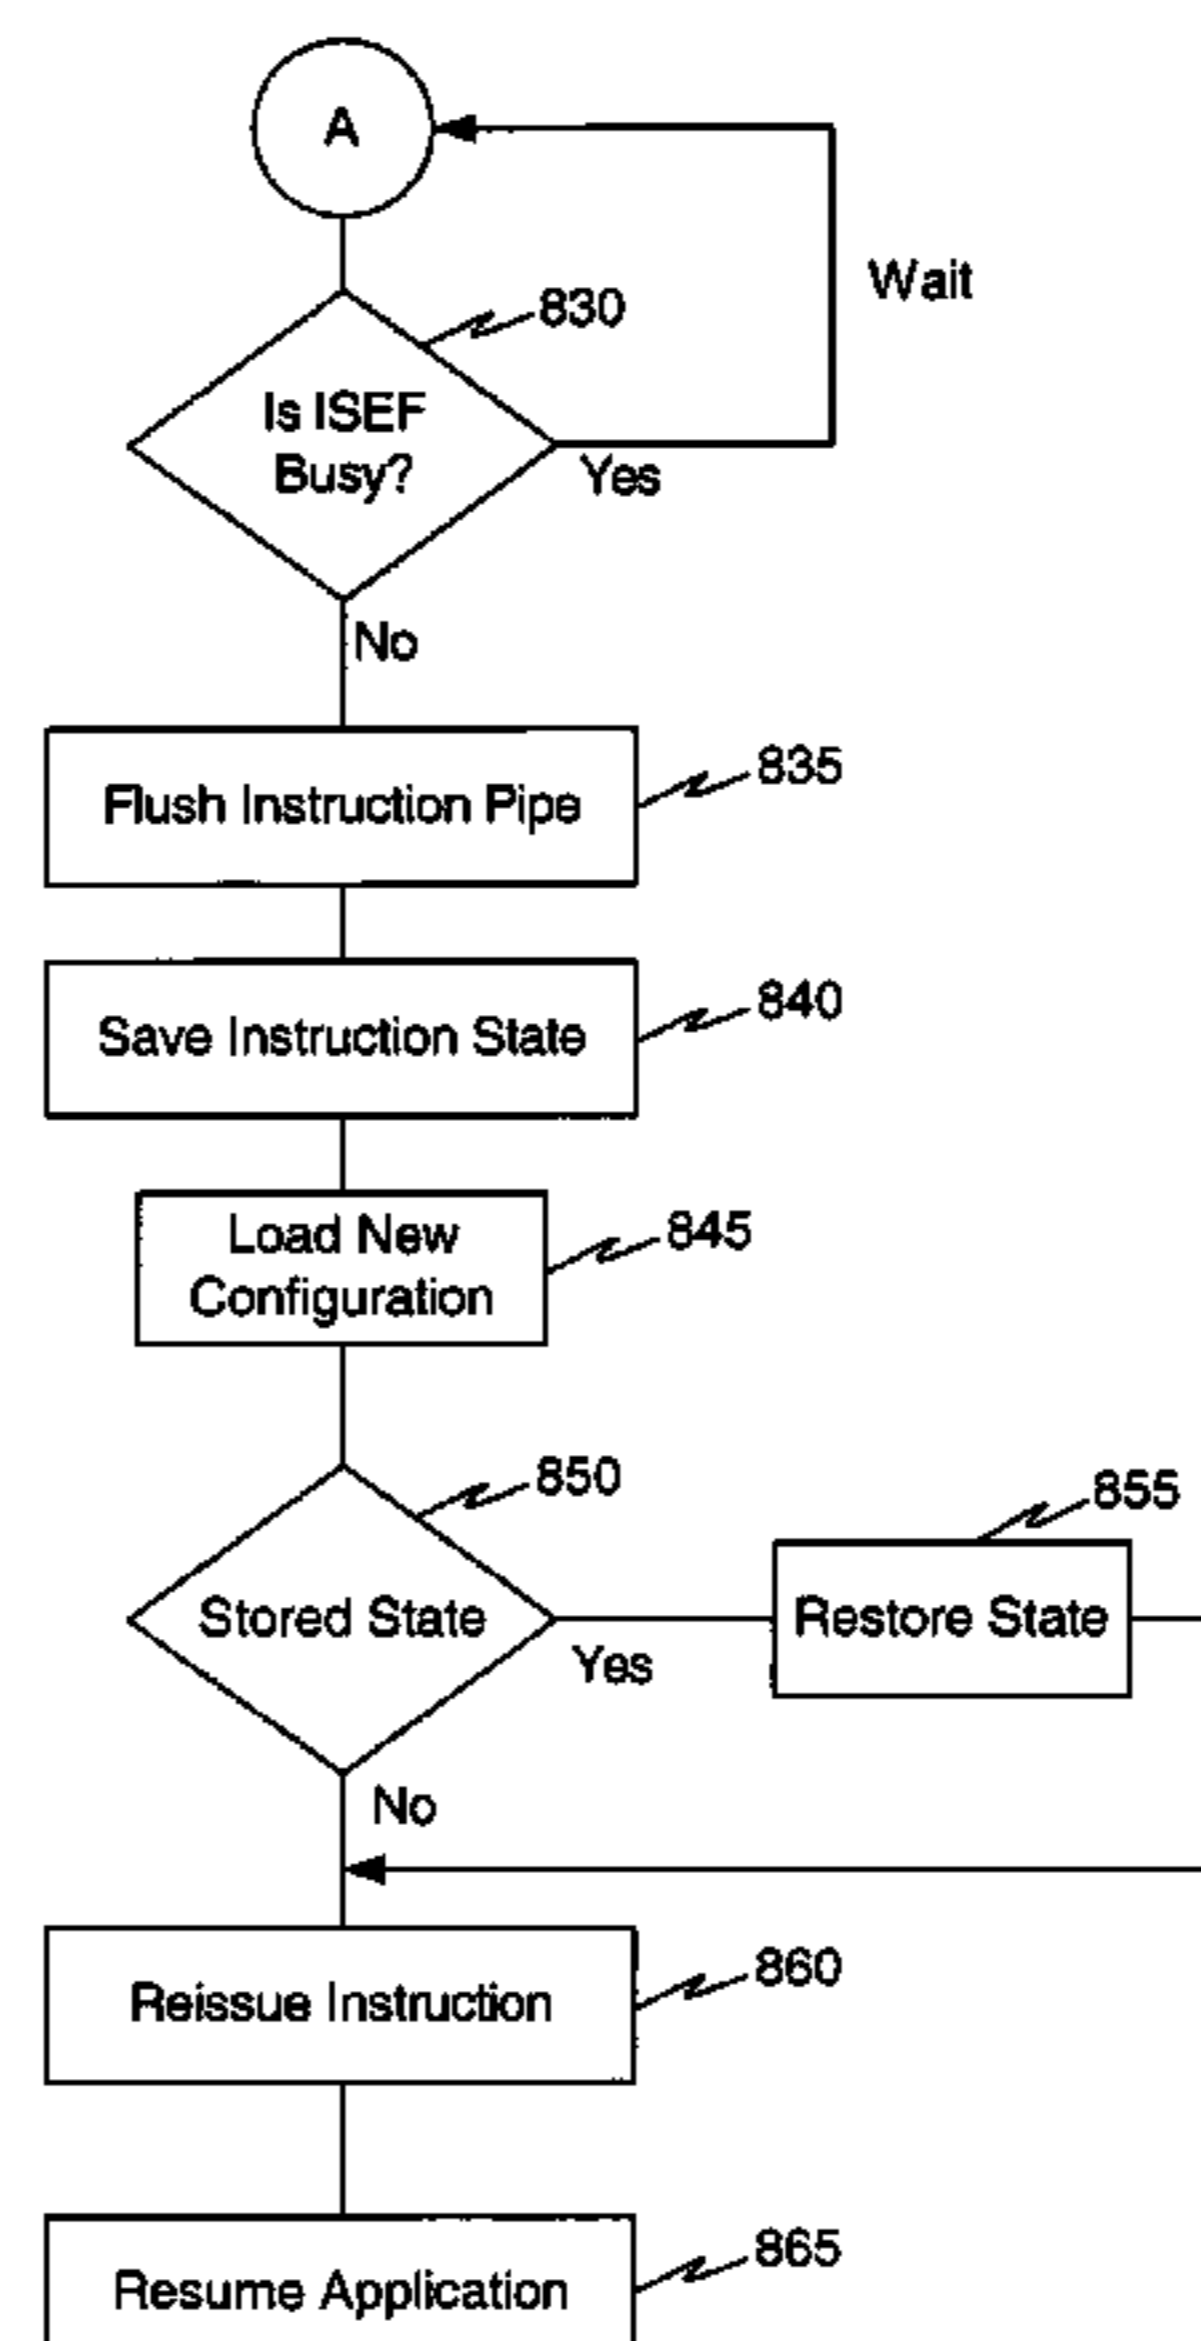 A
Wait
830
Is ISEF
Busy?
Yes
No
Flush Instruction Pipe
835
Save Instruction State
840
Load New
Configuration
845
850
Stored State
Yes
855
Restore State
No
Reissue Instruction
860
Resume Application
865